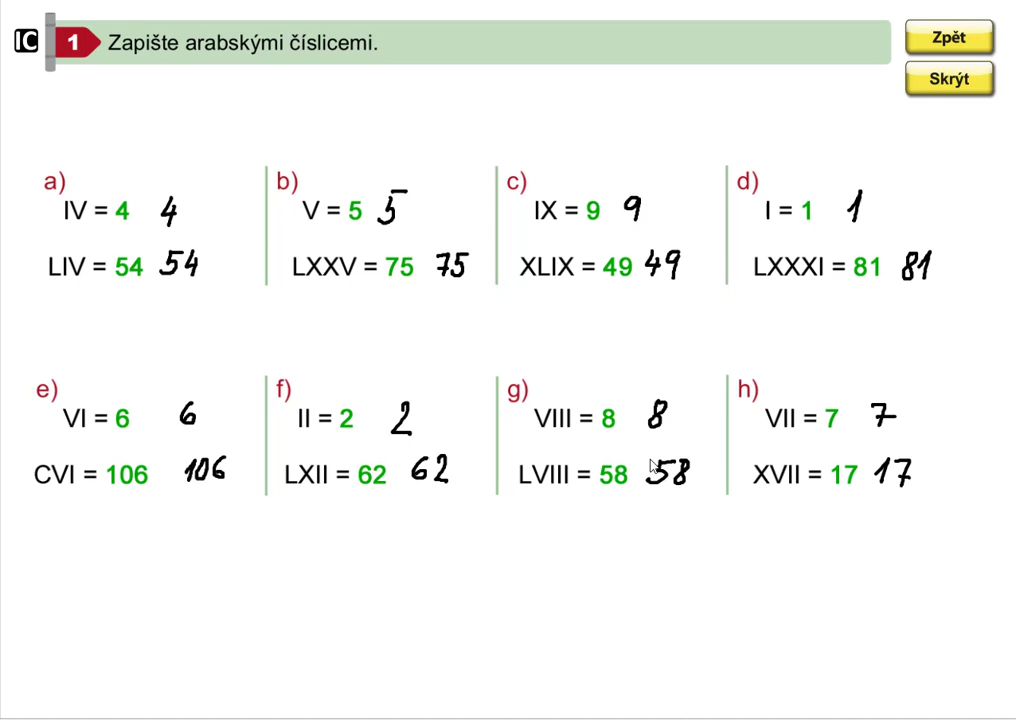 IC 1 Zapište arabskými číslicemi.
Zpět
Skrýt
a)
IV = 4 4
LIV = 54 54
b)
V = 5 5
LXXV = 75 75
c)
IX = 9 9
XLIX = 49 49
d)
I = 1 1
LXXXI = 81 81
e)
VI = 6 6
CVI = 106 106
f)
II = 2 2
LXII = 62 62
g)
VIII = 8 8
LVIII = 58 58
h)
VII = 7 7
XVII = 17 17